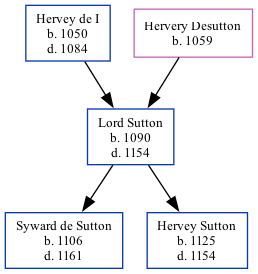 Hervey de I
b. 1050
d. 1084
Hervery Desutton
b. 1059
Lord Sutton
b. 1090
d. 1154
Syward de Sutton
b. 1106
d. 1161
Hervey Sutton
b. 1125
d. 1154